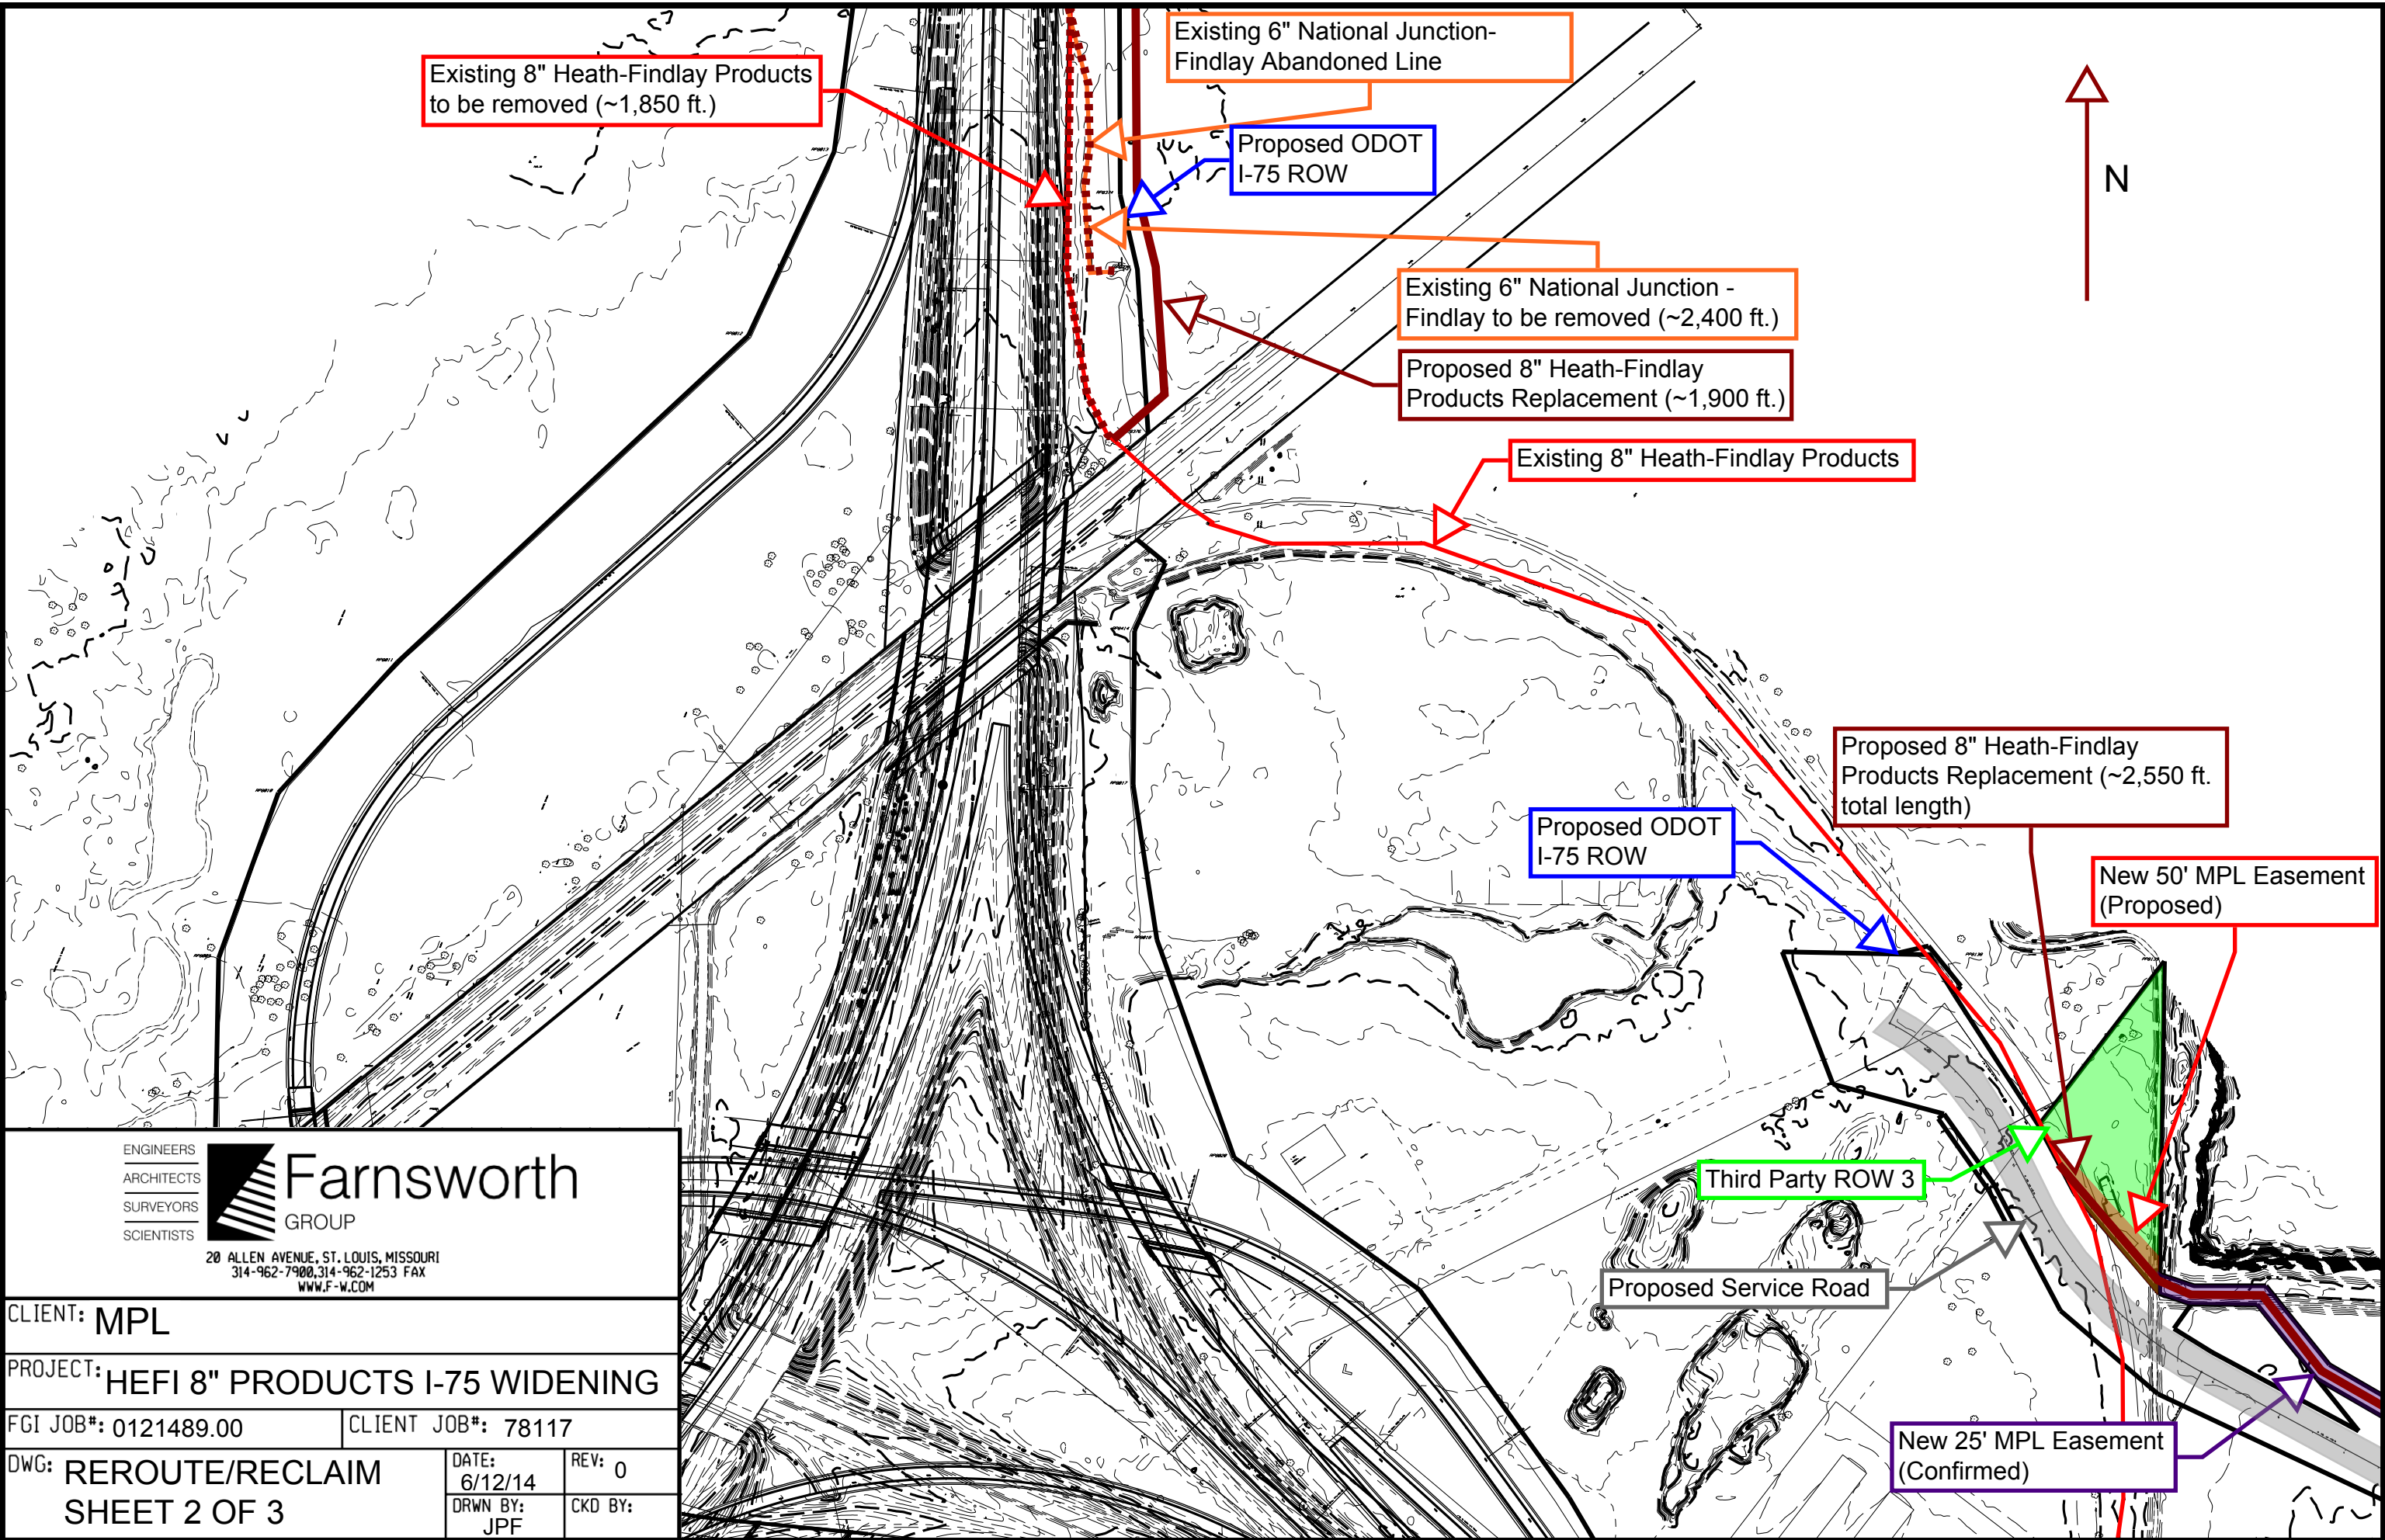 Existing 8" Heath-Findlay Products
to be removed (~1,850 ft.)
Existing 6" National Junction-
Findlay Abandoned Line
Proposed ODOT
I-75 ROW
N
Existing 6" National Junction -
Findlay to be removed (~2,400 ft.)
Proposed 8" Heath-Findlay
Products Replacement (~1,900 ft.)
Existing 8" Heath-Findlay Products
Proposed 8" Heath-Findlay
Products Replacement (~2,550 ft.
total length)
Proposed ODOT
I-75 ROW
New 50' MPL Easement
(Proposed)
Third Party ROW 3
Proposed Service Road
New 25' MPL Easement
(Confirmed)
ENGINEERS
ARCHITECTS
SURVEYORS
SCIENTISTS
Farnsworth
GROUP
20 ALLEN AVENUE, ST. LOUIS, MISSOURI
314-962-7900,314-962-1253 FAX
WWW.F-W.COM
CLIENT: MPL
PROJECT: HEFI 8" PRODUCTS I-75 WIDENING
FGI JOB#: 0121489.00
CLIENT JOB#: 78117
DWG: REROUTE/RECLAIM
SHEET 2 OF 3
DATE:
6/12/14
REV: 0
DRWN BY:
JPF
CKD BY: